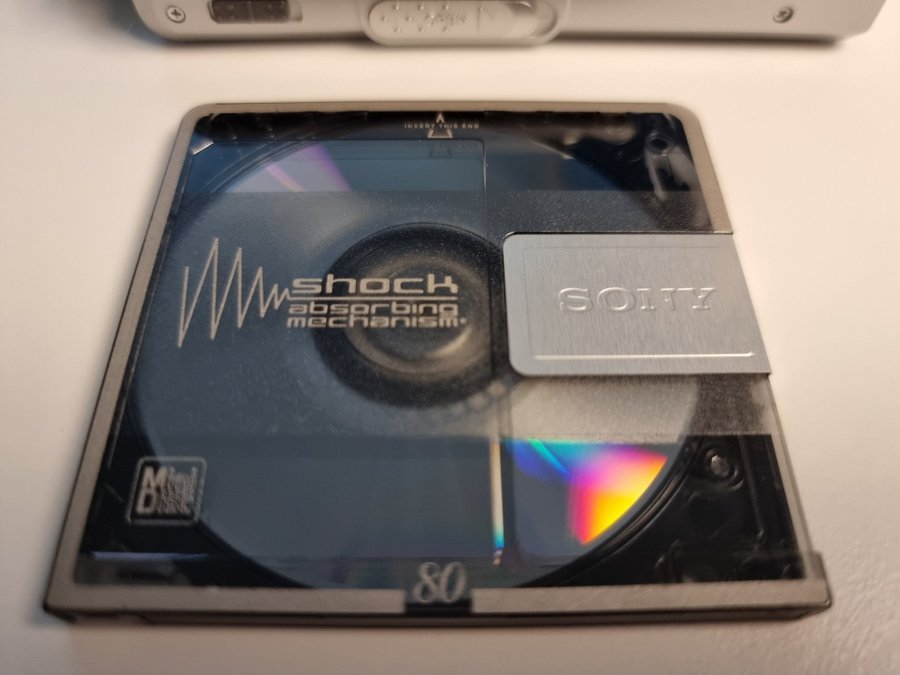 INSERT THIS END
shock
absorbing
mechanism
SONY
Mini
Disc
80